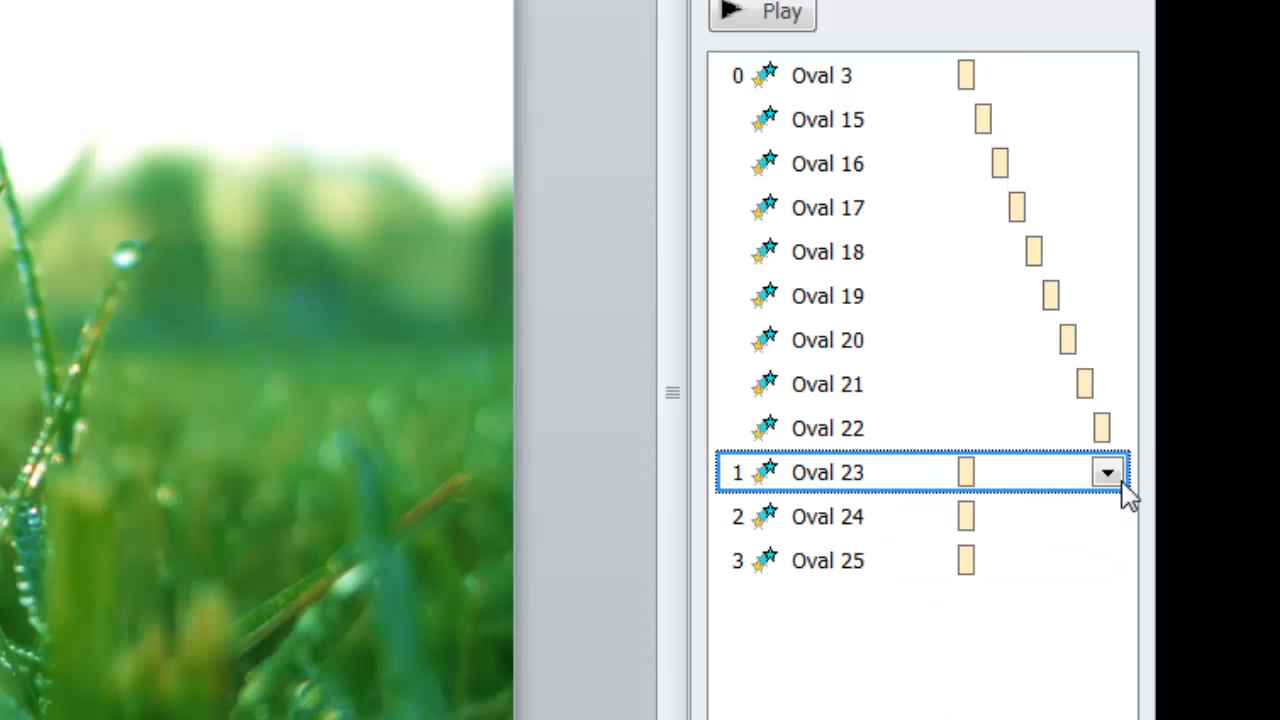 Play
0 Oval 3
Oval 15
Oval 16
Oval 17
Oval 18
Oval 19
Oval 20
Oval 21
Oval 22
1 Oval 23
2 Oval 24
3 Oval 25